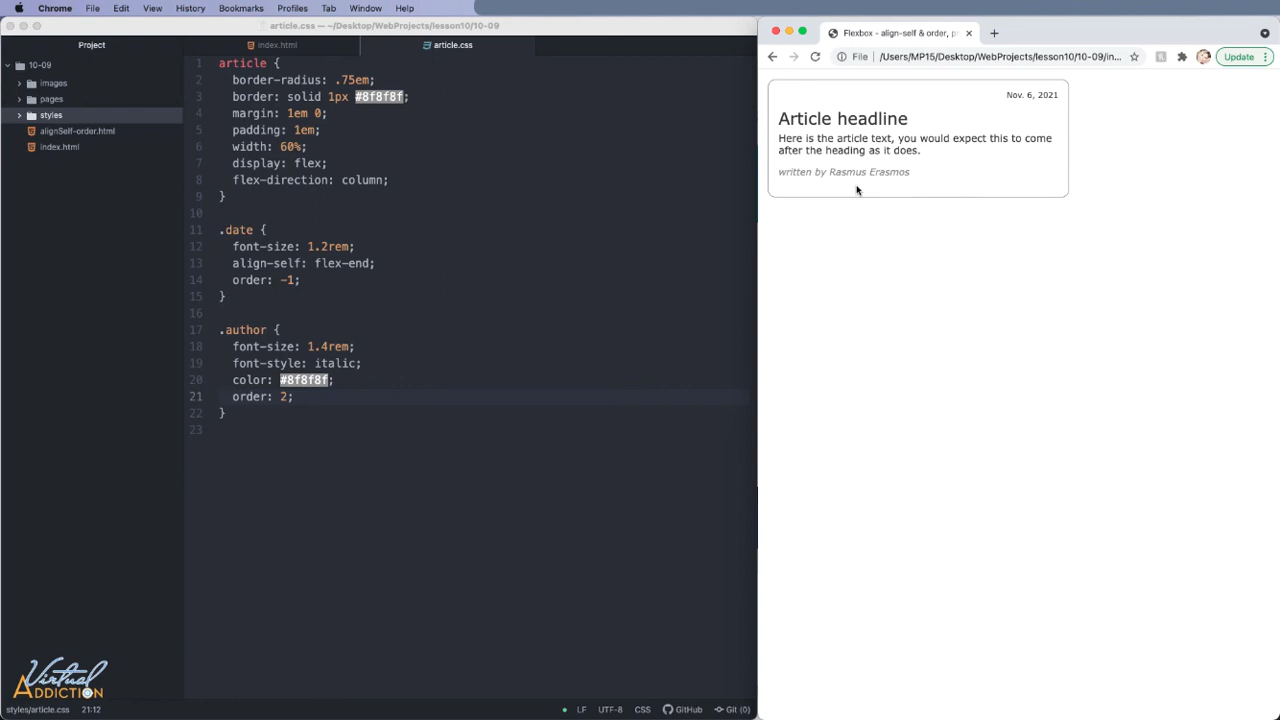 Chrome File Edit View History Bookmarks Profiles Tab Window Help
article.css — ~/Desktop/WebProjects/lesson10/10-09
Project
index.html
article.css
10-09
images
pages
styles
alignSelf-order.html
index.html
1 article {
2 border-radius: .75em;
3 border: solid 1px #8f8f8f;
4 margin: 1em 0;
5 padding: 1em;
6 width: 60%;
7 display: flex;
8 flex-direction: column;
9 }
10
11 .date {
12 font-size: 1.2rem;
13 align-self: flex-end;
14 order: -1;
15 }
16
17 .author {
18 font-size: 1.4rem;
19 font-style: italic;
20 color: #8f8f8f;
21 order: 2;
22 }
23
Virtual
ADDICTION
styles/article.css 21:12
LF UTF-8 CSS GitHub Git (0)
Flexbox - align-self & order, p
File /Users/MP15/Desktop/WebProjects/lesson10/10-09/in...
Update
Nov. 6, 2021
Article headline
Here is the article text, you would expect this to come
after the heading as it does.
written by Rasmus Erasmos